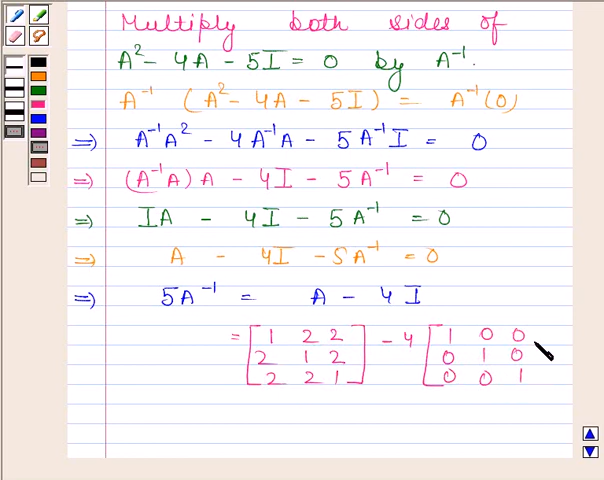 Multiply both sides of
A² - 4A - 5I = 0 by A⁻¹.
A⁻¹ (A² - 4A - 5I) = A⁻¹(0)
⇒ A⁻¹A² - 4A⁻¹A - 5A⁻¹I = 0
⇒ (A⁻¹A)A - 4I - 5A⁻¹ = 0
⇒ IA - 4I - 5A⁻¹ = 0
⇒ A - 4I - 5A⁻¹ = 0
⇒ 5A⁻¹ = A - 4I
= [1 2 2 - 4 [1 0 0
2 1 2 0 1 0
2 2 1] 0 0 1